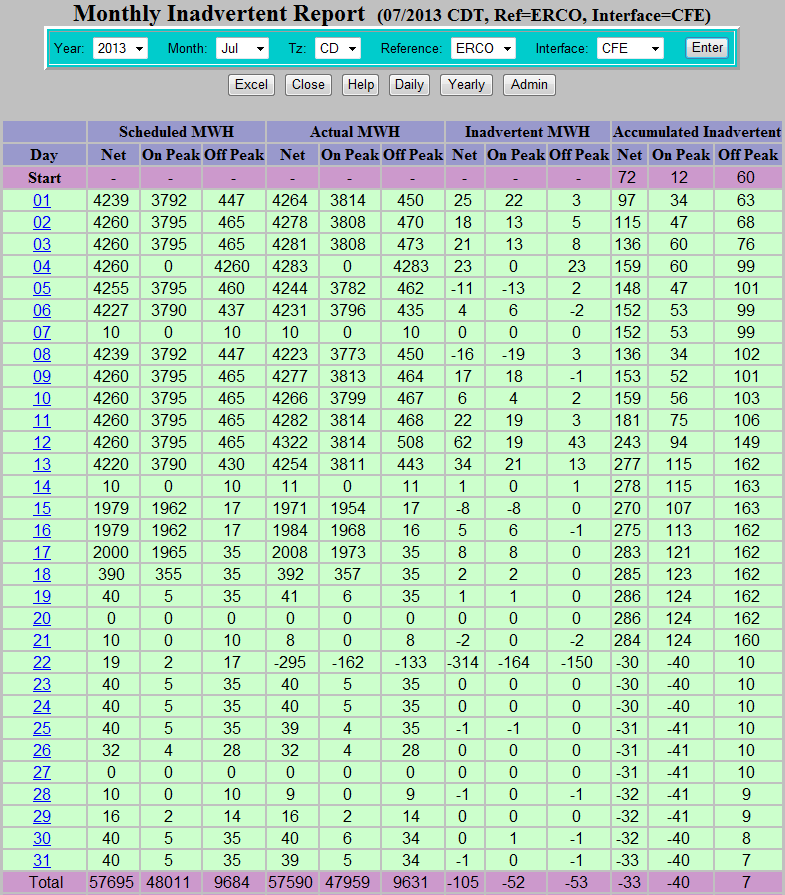 Monthly Inadvertent Report (07/2013 CDT, Ref=ERCO, Interface=CFE)
Year: 2013 Month: Jul Tz: CD Reference: ERCO Interface: CFE Enter
Excel Close Help Daily Yearly Admin
Scheduled MWH Actual MWH Inadvertent MWH Accumulated Inadvertent
Day Net On Peak Off Peak Net On Peak Off Peak Net On Peak Off Peak Net On Peak Off Peak
Start - - - - - - - - - 72 12 60
01 4239 3792 447 4264 3814 450 25 22 3 97 34 63
02 4260 3795 465 4278 3808 470 18 13 5 115 47 68
03 4260 3795 465 4281 3808 473 21 13 8 136 60 76
04 4260 0 4260 4283 0 4283 23 0 23 159 60 99
05 4255 3795 460 4244 3782 462 -11 -13 2 148 47 101
06 4227 3790 437 4231 3796 435 4 6 -2 152 53 99
07 10 0 10 10 0 10 0 0 0 152 53 99
08 4239 3792 447 4223 3773 450 -16 -19 3 136 34 102
09 4260 3795 465 4277 3813 464 17 18 -1 153 52 101
10 4260 3795 465 4266 3799 467 6 4 2 159 56 103
11 4260 3795 465 4282 3814 468 22 19 3 181 75 106
12 4260 3795 465 4322 3814 508 62 19 43 243 94 149
13 4220 3790 430 4254 3811 443 34 21 13 277 115 162
14 10 0 10 11 0 11 1 0 1 278 115 163
15 1979 1962 17 1971 1954 17 -8 -8 0 270 107 163
16 1979 1962 17 1984 1968 16 5 6 -1 275 113 162
17 2000 1965 35 2008 1973 35 8 8 0 283 121 162
18 390 355 35 392 357 35 2 2 0 285 123 162
19 40 5 35 41 6 35 1 1 0 286 124 162
20 0 0 0 0 0 0 0 0 0 286 124 162
21 10 0 10 8 0 8 -2 0 -2 284 124 160
22 19 2 17 -295 -162 -133 -314 -164 -150 -30 -40 10
23 40 5 35 40 5 35 0 0 0 -30 -40 10
24 40 5 35 40 5 35 0 0 0 -30 -40 10
25 40 5 35 39 4 35 -1 -1 0 -31 -41 10
26 32 4 28 32 4 28 0 0 0 -31 -41 10
27 0 0 0 0 0 0 0 0 0 -31 -41 10
28 10 0 10 9 0 9 -1 0 -1 -32 -41 9
29 16 2 14 16 2 14 0 0 0 -32 -41 9
30 40 5 35 40 6 34 0 1 -1 -32 -40 8
31 40 5 35 39 5 34 -1 0 -1 -33 -40 7
Total 57695 48011 9684 57590 47959 9631 -105 -52 -53 -33 -40 7